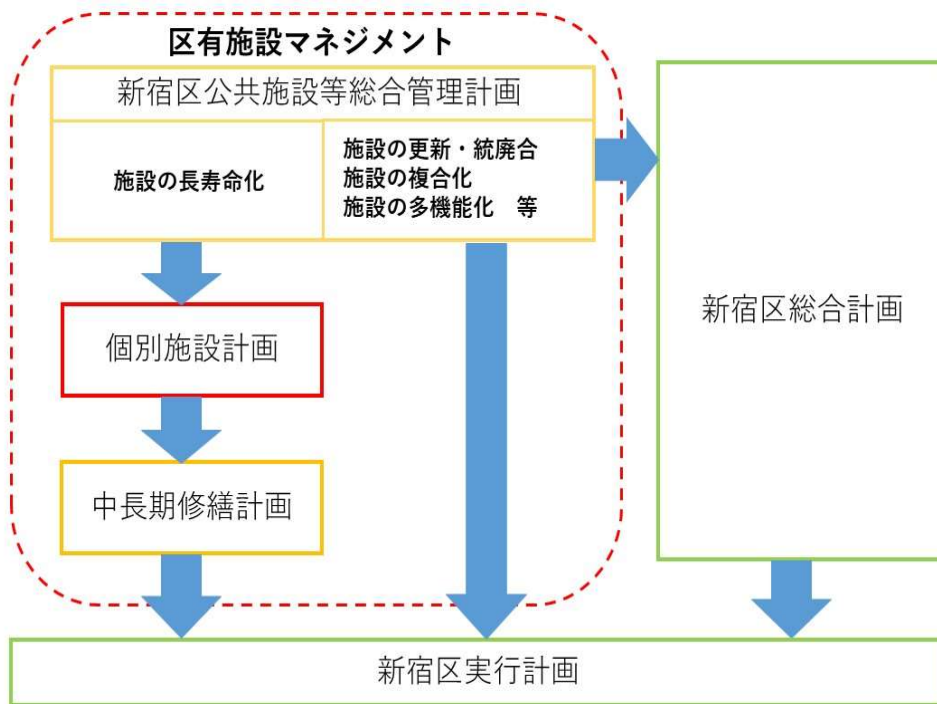 区有施設マネジメント
新宿区公共施設等総合管理計画
施設の長寿命化
施設の更新・統廃合
施設の複合化
施設の多機能化　等
個別施設計画
中長期修繕計画
新宿区総合計画
新宿区実行計画